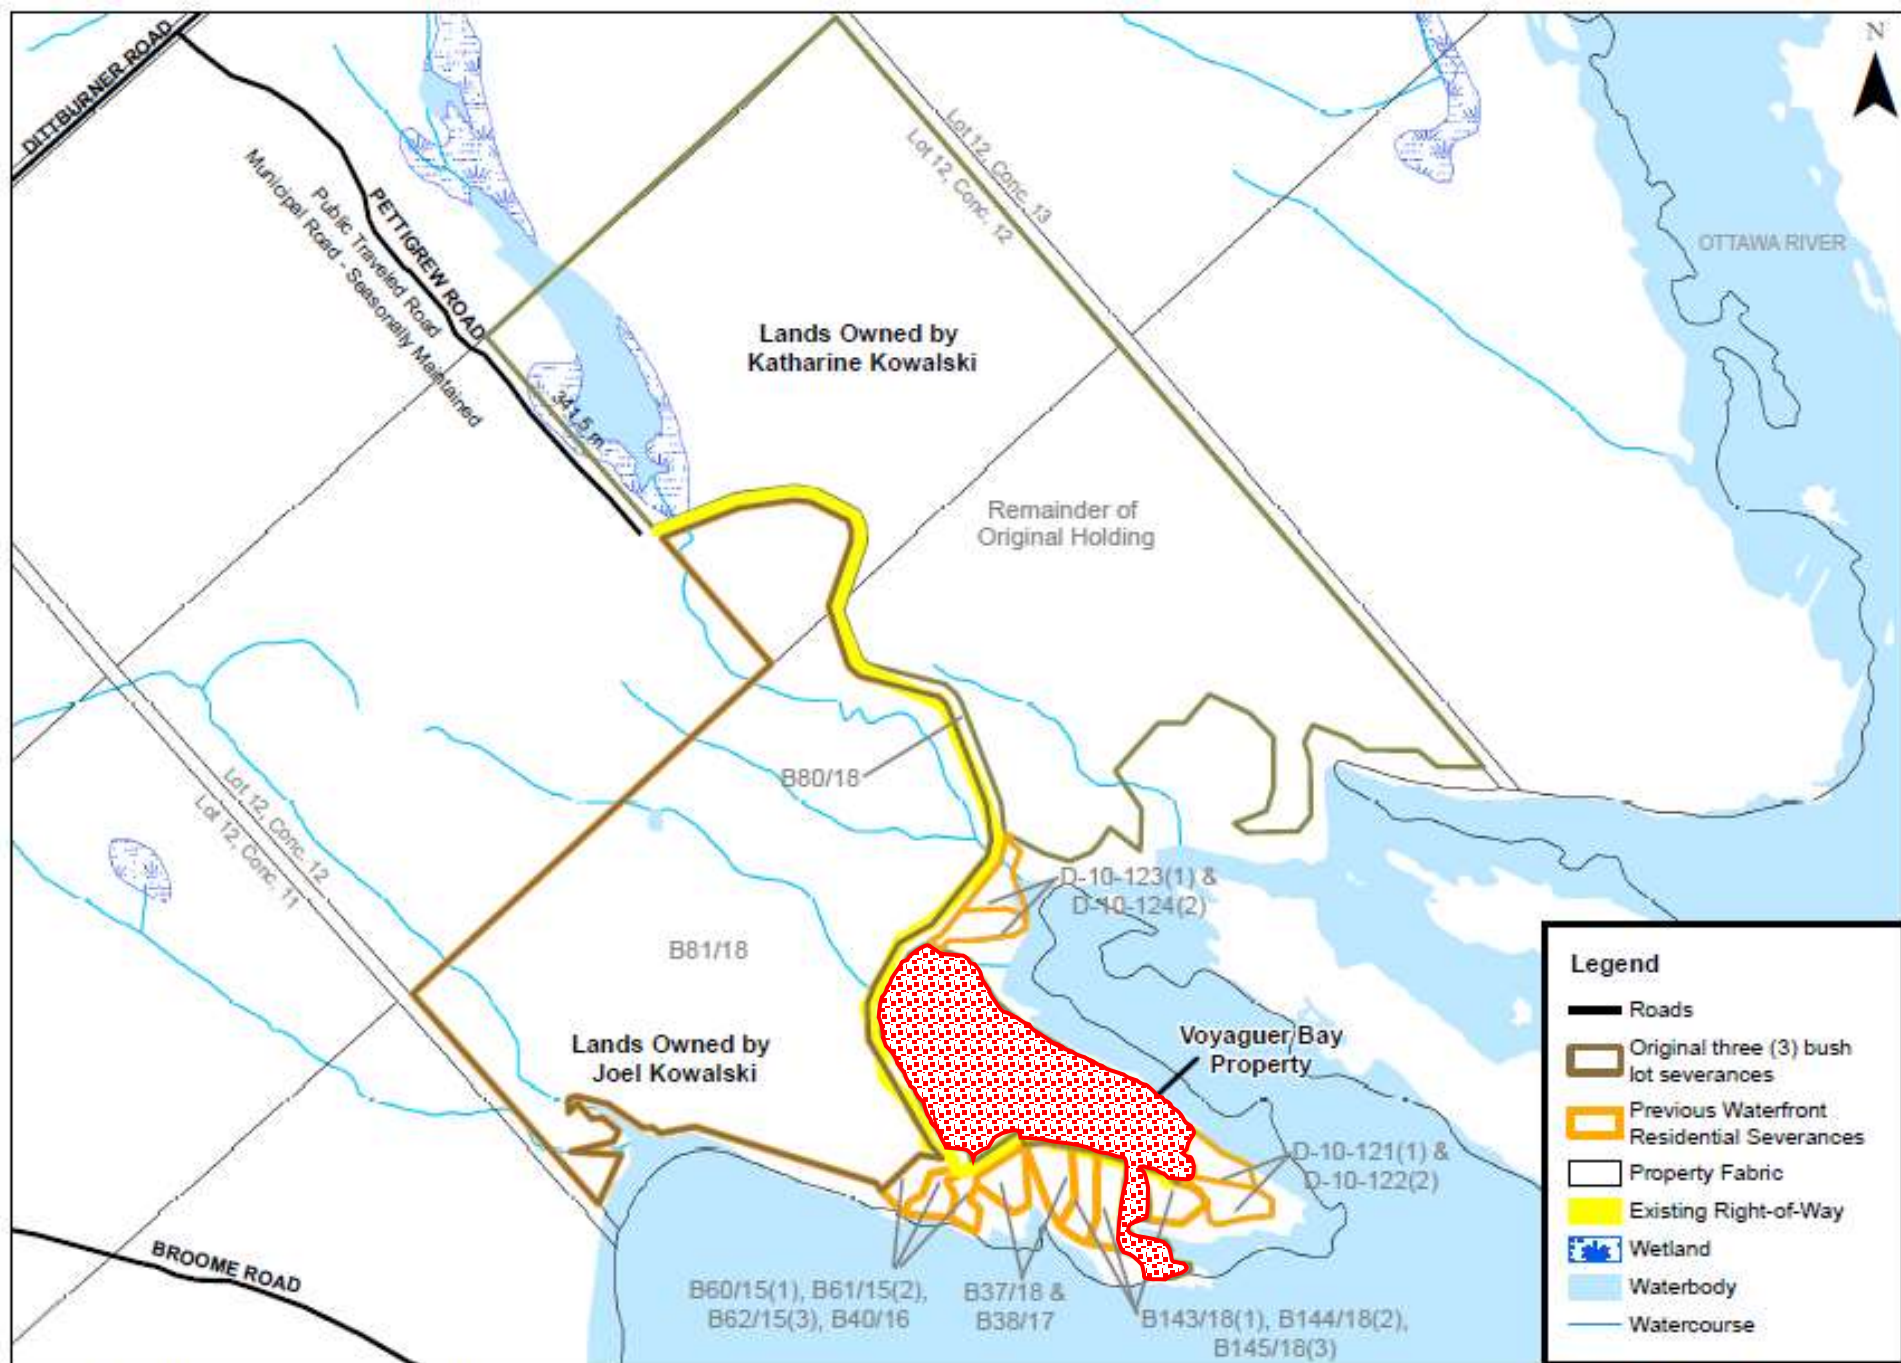 DITTBURNER ROAD
N
PETTIGREW ROAD
Public Traveled Road
Municipal Road - Seasonally Maintained
Lot 12, Conc. 13
Lot 12, Conc. 12
OTTAWA RIVER
Lands Owned by
Katharine Kowalski
341.5 m
Remainder of
Original Holding
B80/18
Lot 12, Conc. 12
Lot 12, Conc. 11
D-10-123(1) &
D-10-124(2)
B81/18
Lands Owned by
Joel Kowalski
Voyaguer Bay
Property
D-10-121(1) &
D-10-122(2)
BROOME ROAD
B60/15(1), B61/15(2),
B62/15(3), B40/16
B37/18 &
B38/17
B143/18(1), B144/18(2),
B145/18(3)
Legend
Roads
Original three (3) bush
lot severances
Previous Waterfront
Residential Severances
Property Fabric
Existing Right-of-Way
Wetland
Waterbody
Watercourse